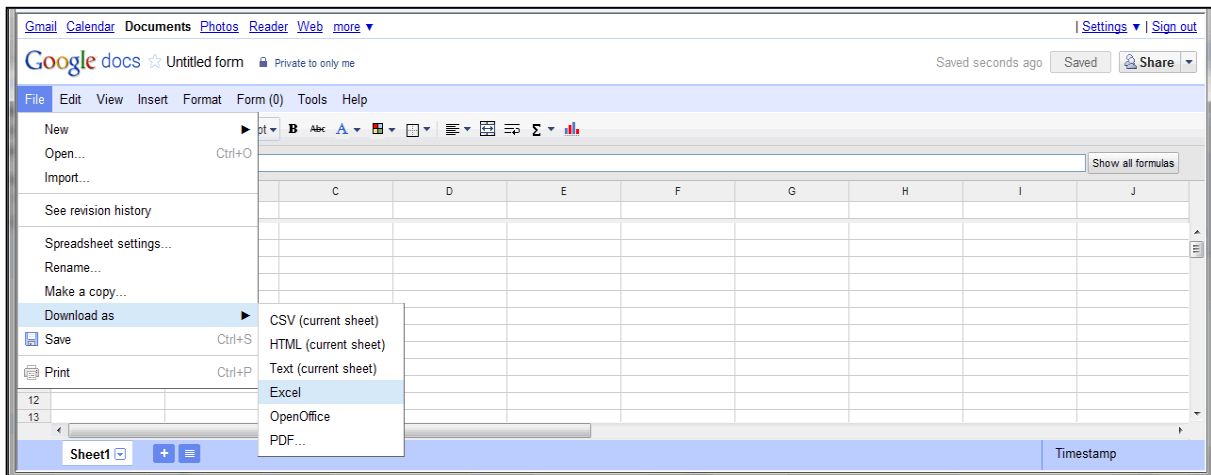 Gmail Calendar Documents Photos Reader Web more ▼ | Settings ▼ | Sign out
Google docs Untitled form Private to only me Saved seconds ago Saved Share
File Edit View Insert Format Form (0) Tools Help
New ►
B Abc A Σ
Open... Ctrl+O
Show all formulas
Import...
C D E F G H I J
See revision history
Spreadsheet settings...
Rename...
Make a copy...
Download as ►
CSV (current sheet)
Save Ctrl+S
HTML (current sheet)
Text (current sheet)
Print Ctrl+P
Excel
12
OpenOffice
13
PDF...
Sheet1 + Timestamp